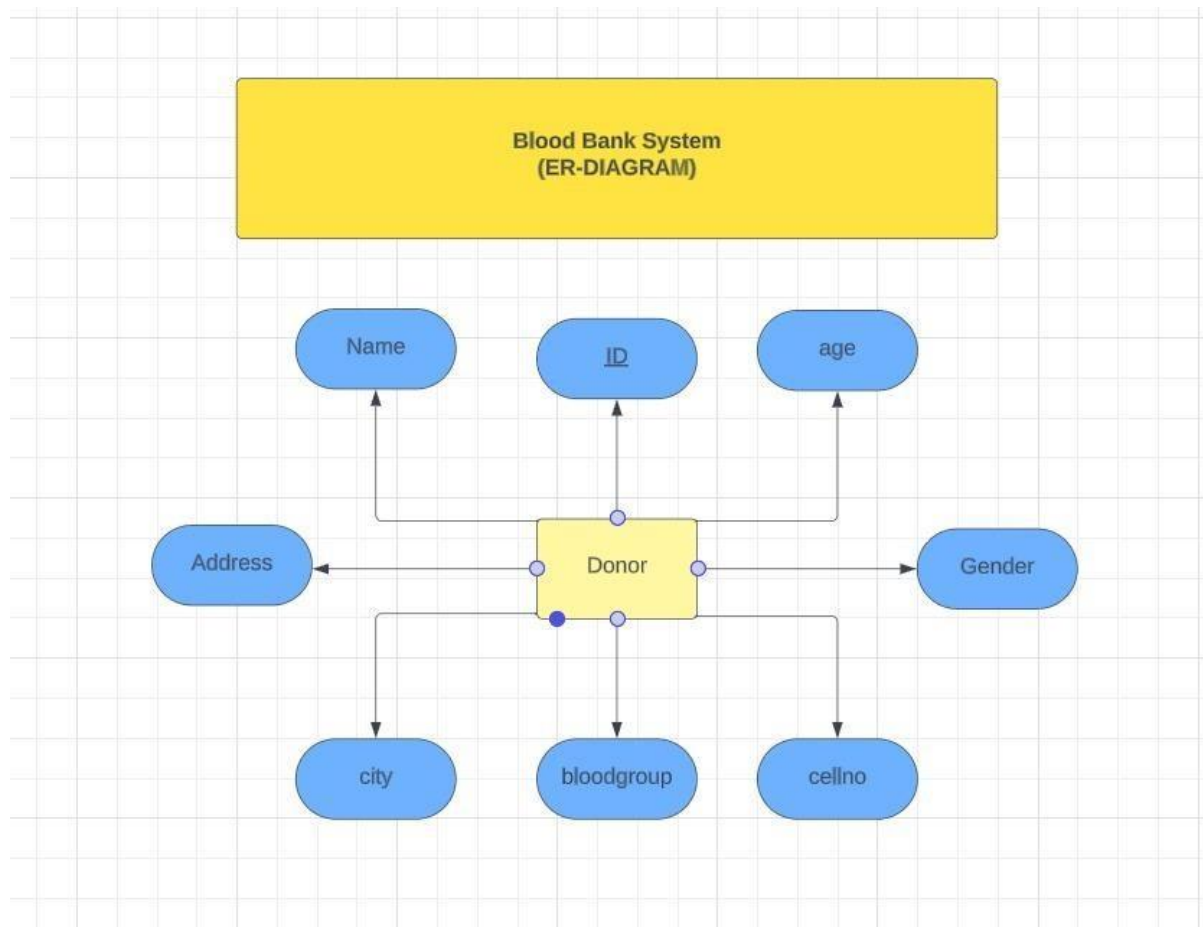 Blood Bank System
(ER-DIAGRAM)
Name
ID
age
Address
Donor
Gender
city
bloodgroup
cellno